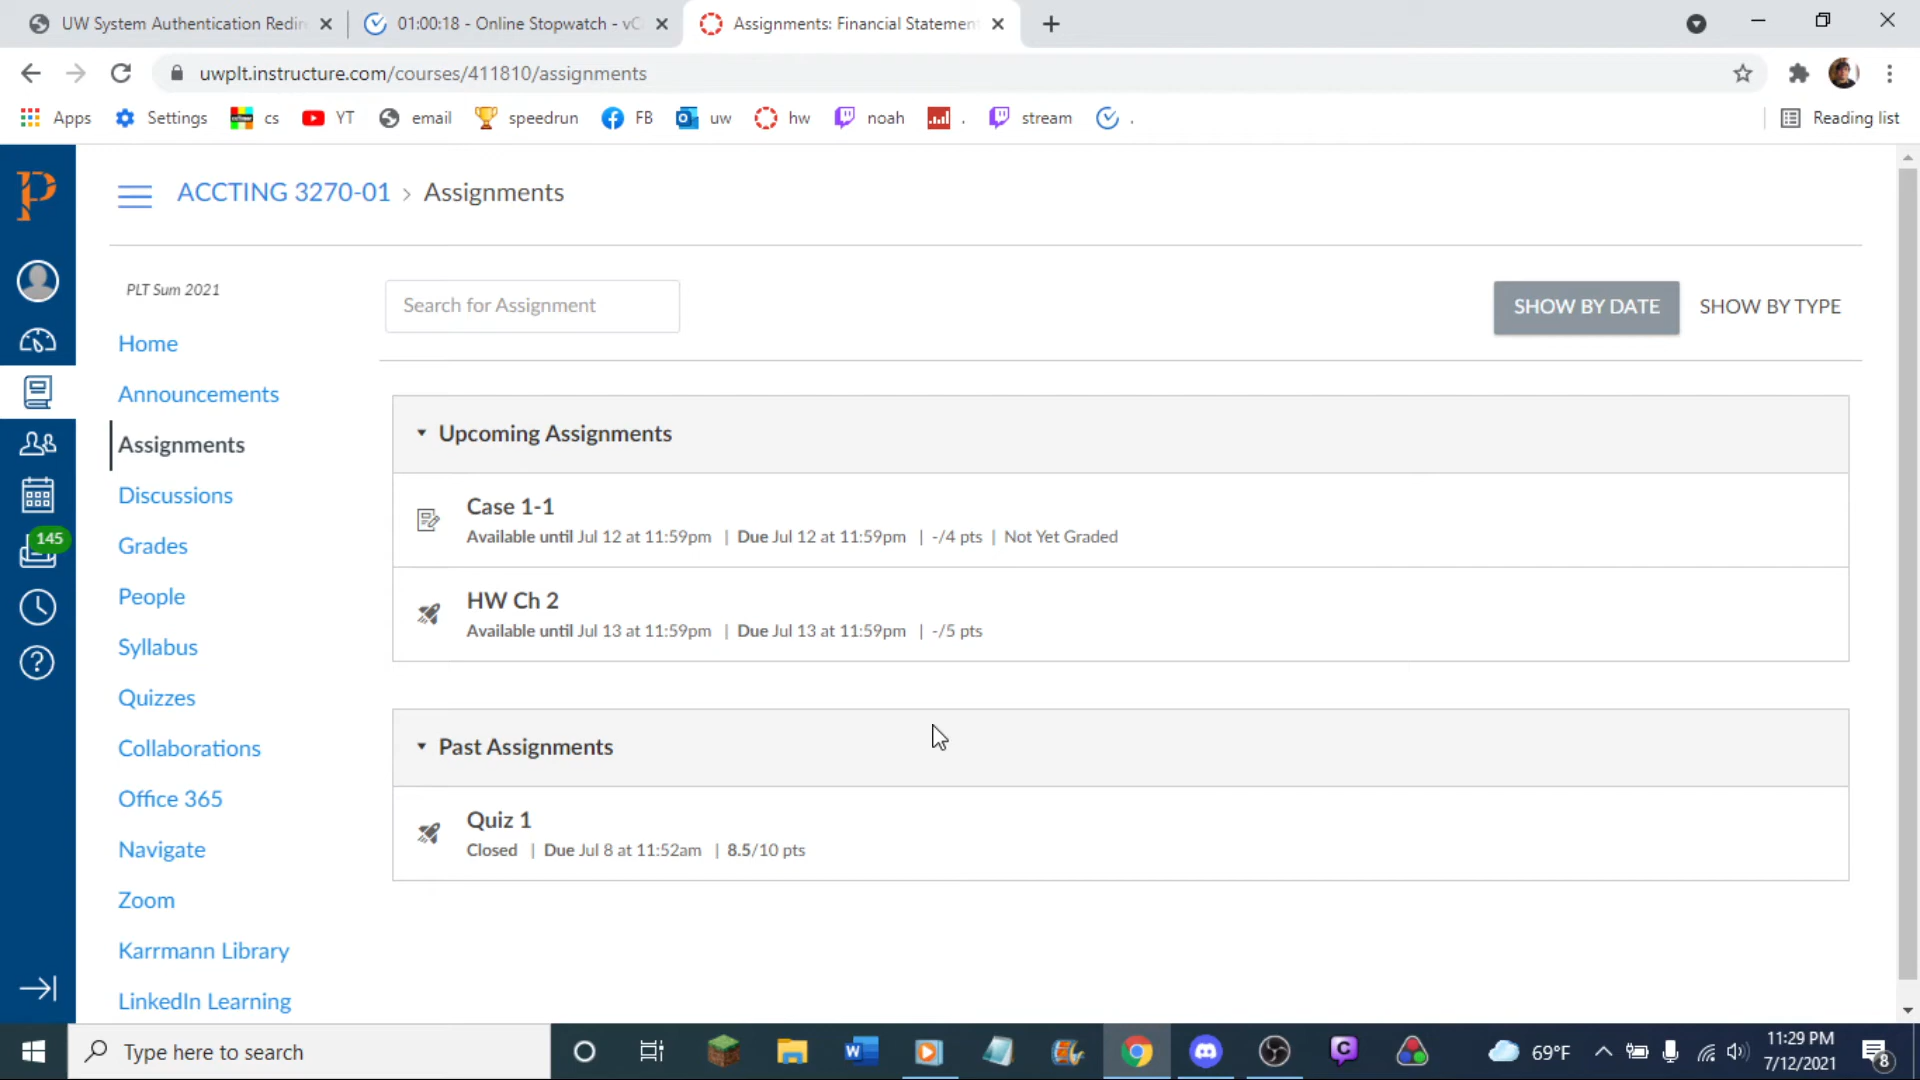 UW System Authentication Redir
01:00:18 - Online Stopwatch - vC
Assignments: Financial Statemen
uwplt.instructure.com/courses/411810/assignments
Apps
Settings
cs
YT
email
speedrun
FB
uw
hw
noah
.
stream
.
Reading list
ACCTING 3270-01 > Assignments
PLT Sum 2021
Search for Assignment
SHOW BY DATE
SHOW BY TYPE
Home
Announcements
Assignments
Discussions
145
Grades
People
Syllabus
Quizzes
Collaborations
Office 365
Navigate
Zoom
Karrmann Library
LinkedIn Learning
Upcoming Assignments
Case 1-1
Available until Jul 12 at 11:59pm | Due Jul 12 at 11:59pm | -/4 pts | Not Yet Graded
HW Ch 2
Available until Jul 13 at 11:59pm | Due Jul 13 at 11:59pm | -/5 pts
Past Assignments
Quiz 1
Closed | Due Jul 8 at 11:52am | 8.5/10 pts
Type here to search
69°F
11:29 PM
7/12/2021
8